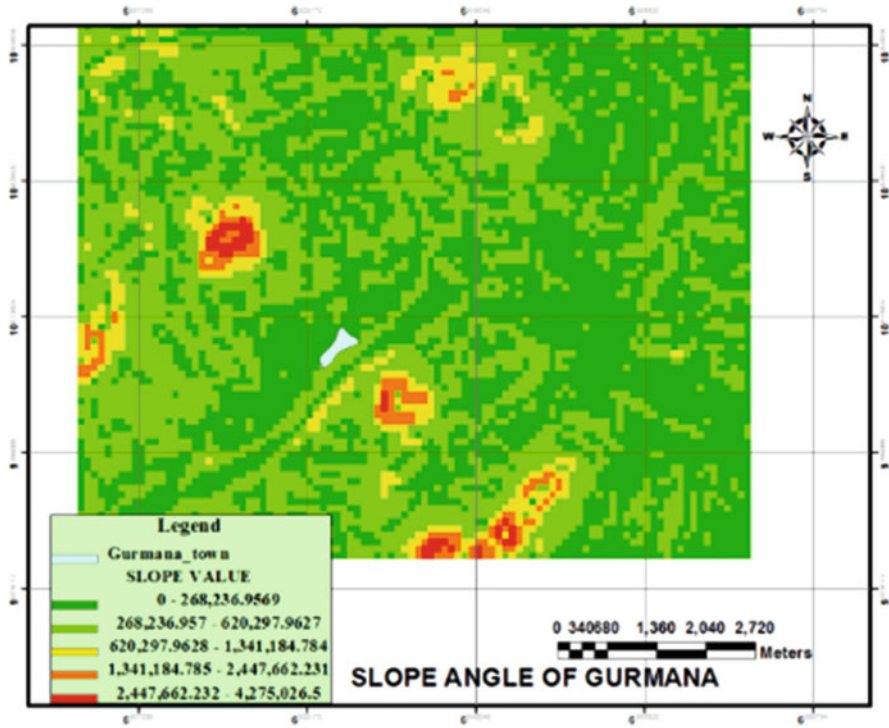 N
W E
S
Legend
Gurmana_town
SLOPE VALUE
0 - 268,236.9569
268,236.957 - 620,297.9627
620,297.9628 - 1,341,184.784
1,341,184.785 - 2,447,662.231
2,447,662.232 - 4,275,026.5
0 340680 1,360 2,040 2,720
Meters
SLOPE ANGLE OF GURMANA